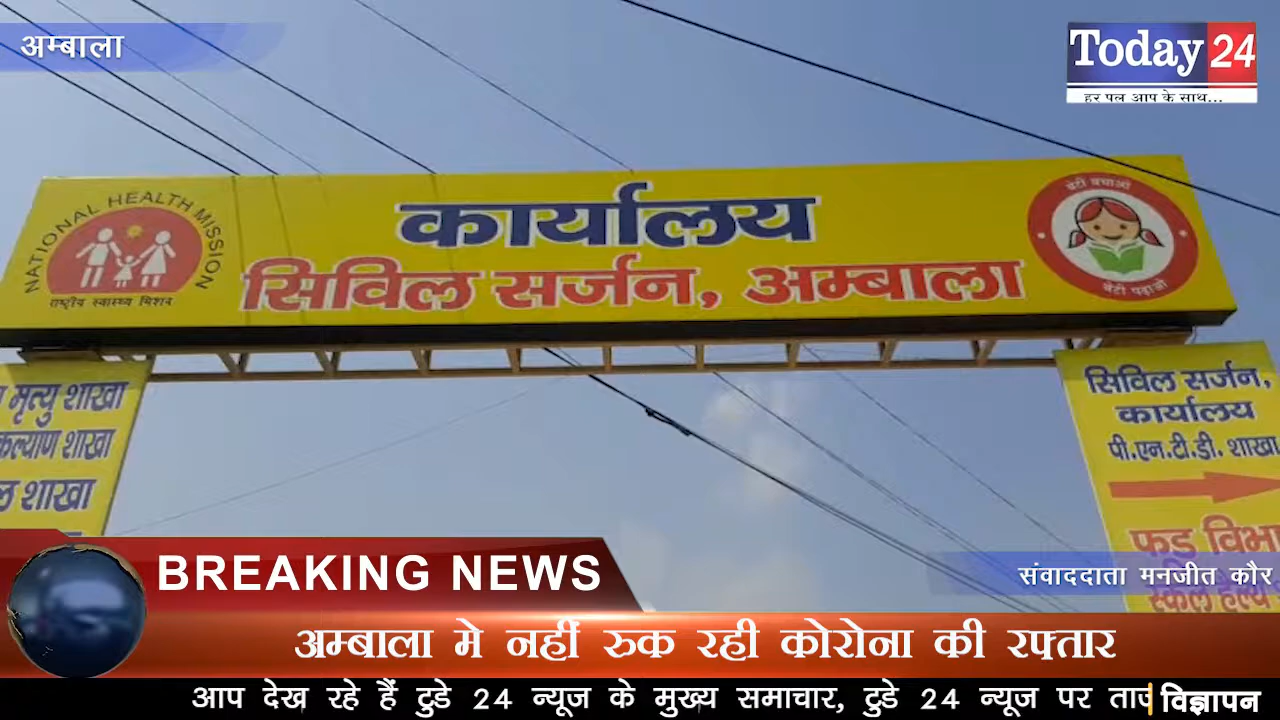 अम्बाला
Today 24
हर पल आप के साथ...
NATIONAL HEALTH MISSION
राष्ट्रीय स्वास्थ्य मिशन
कार्यालय
सिविल सर्जन, अम्बाला
बेटी बचाओ
बेटी पढ़ाओ
मृत्यु शाखा
कल्याण शाखा
शाखा
सिविल सर्जन,
कार्यालय
पी.एन.टी.डी. शाखा
फूड
BREAKING NEWS
संवाददाता मनजीत कौर
अम्बाला मे नहीं रुक रही कोरोना की रफ्तार
आप देख रहे हैं टुडे 24 न्यूज के मुख्य समाचार, टुडे 24 न्यूज पर
विज्ञापन